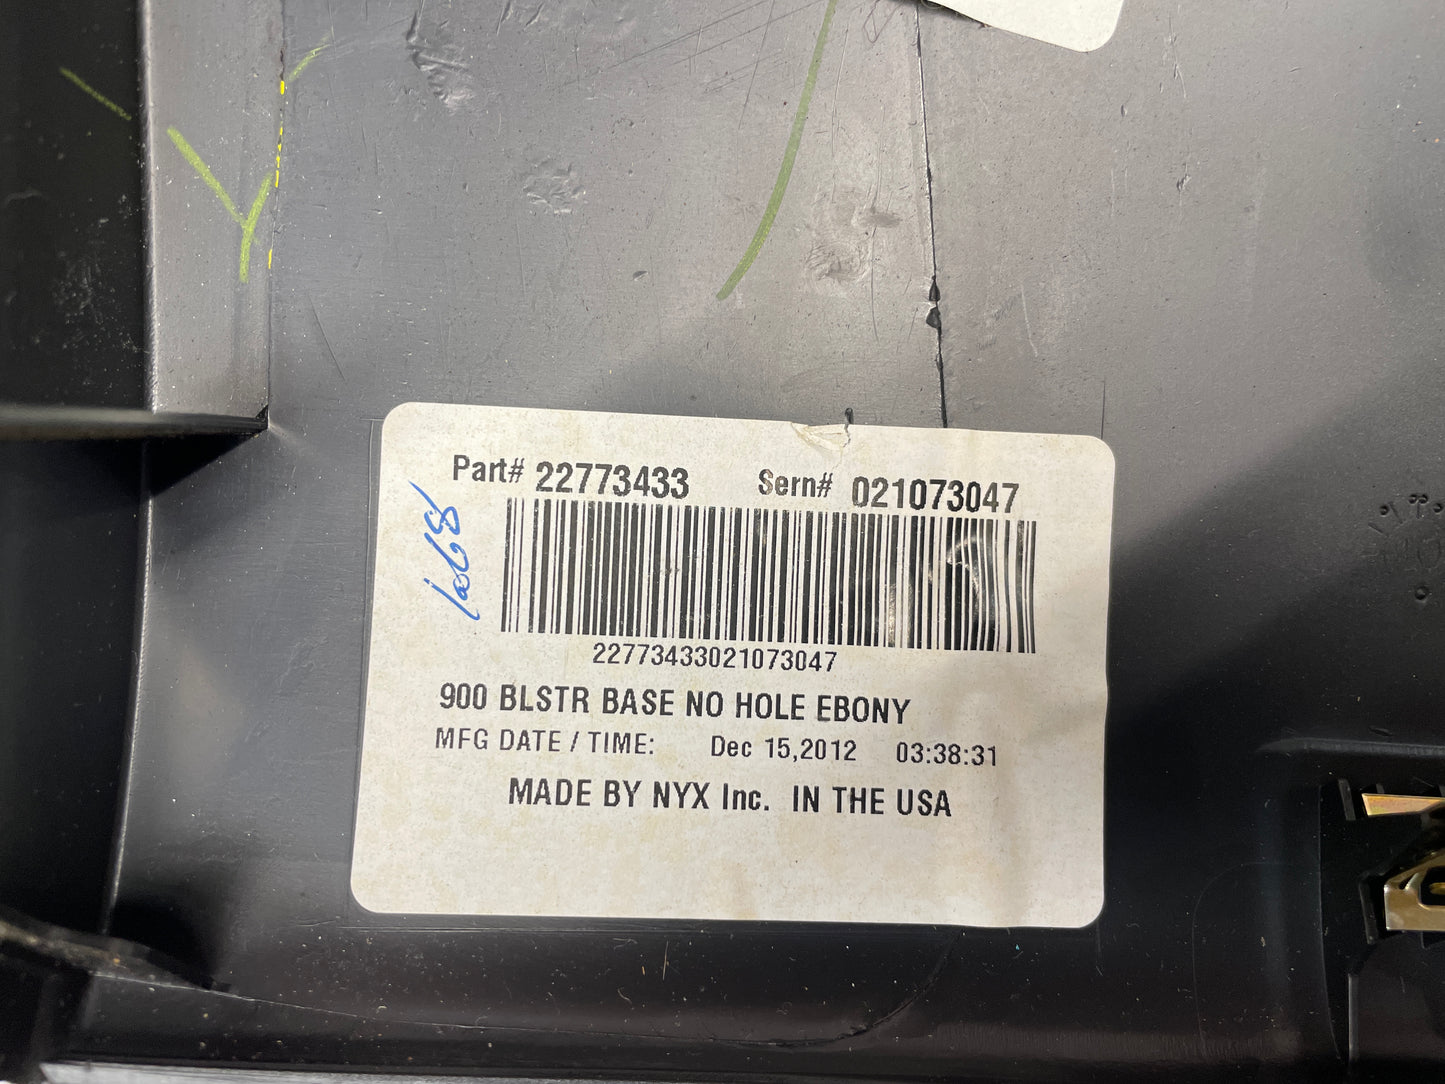 Part# 22773433 Sern# 021073047
22773433021073047
900 BLSTR BASE NO HOLE EBONY
MFG DATE / TIME: Dec 15,2012 03:38:31
MADE BY NYX Inc. IN THE USA